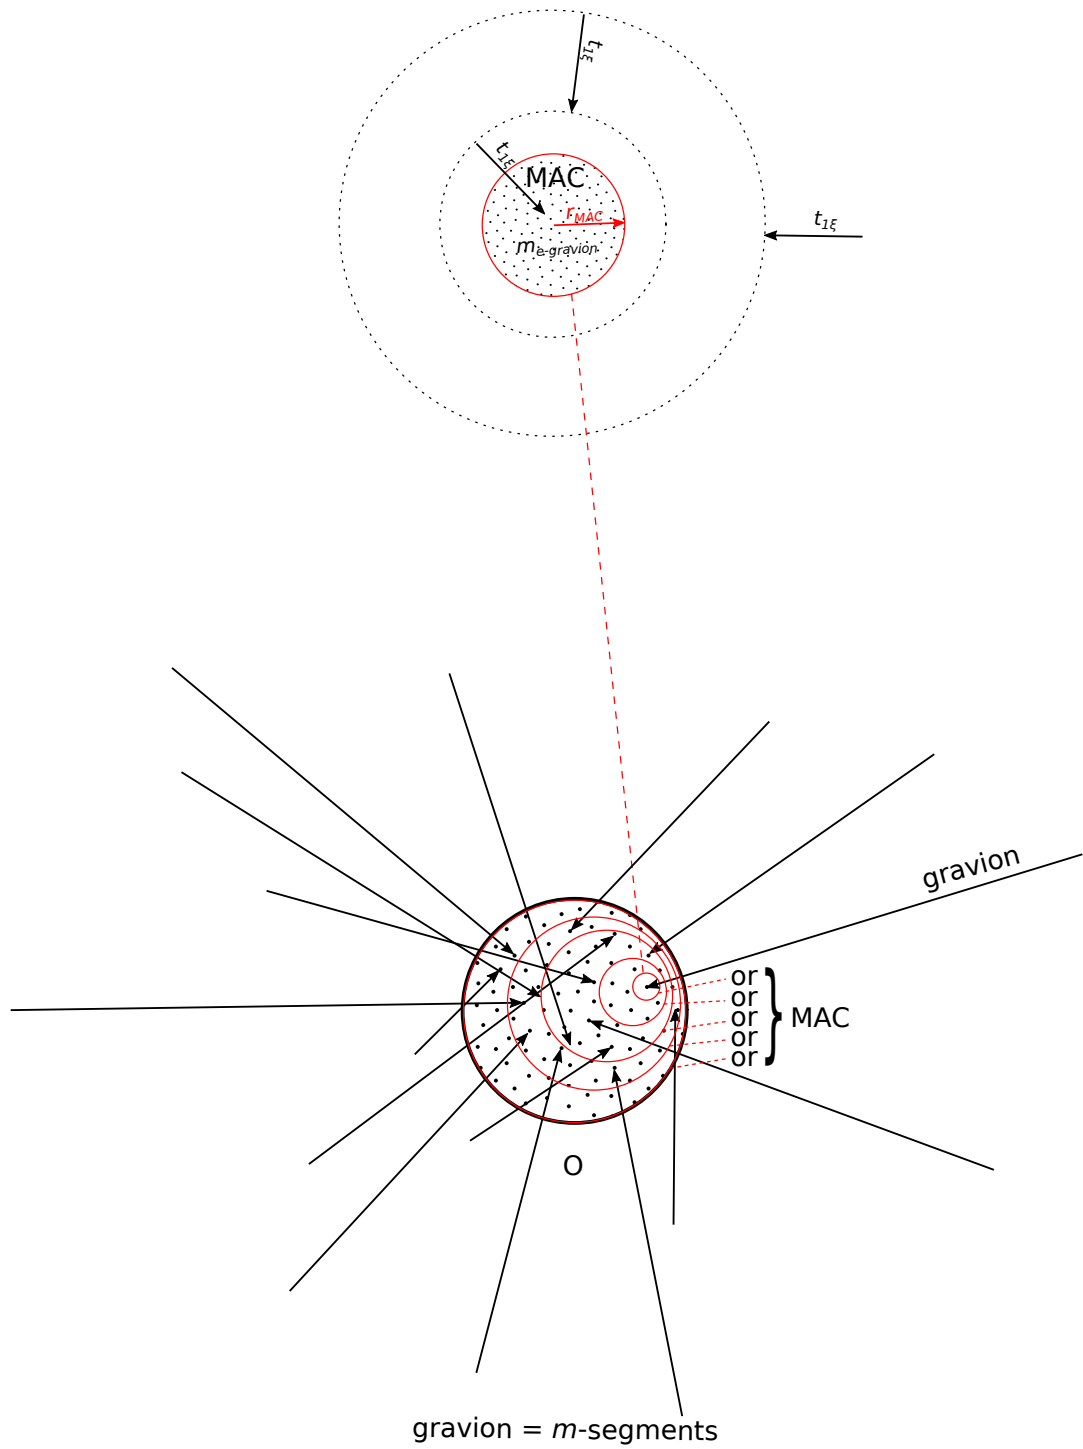 t1ξ
t1ξ
MAC
rMAC
t1ξ
me-gravion
gravion
or
or
or
or
or
} MAC
O
gravion = m-segments